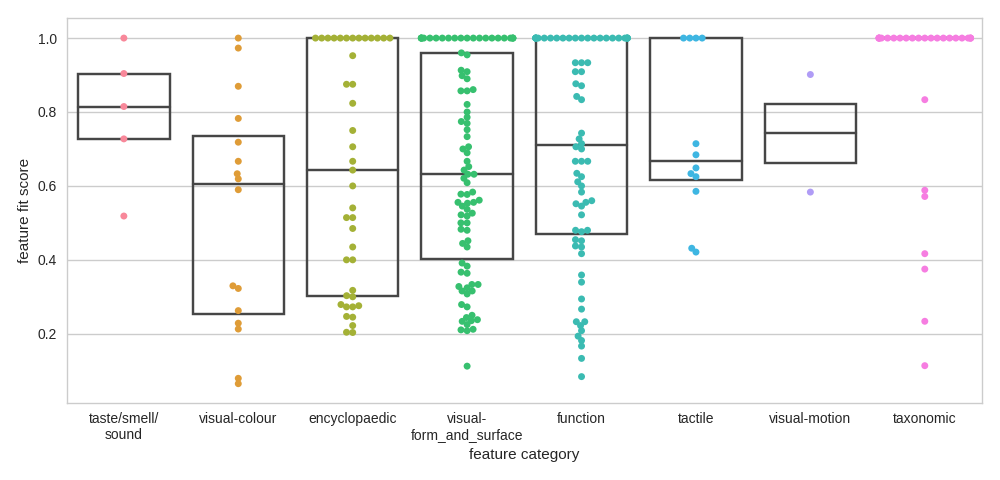 1.0
0.8
0.6
0.4
0.2
feature fit score
taste/smell/
sound
visual-colour
encyclopaedic
visual-
form_and_surface
function
tactile
visual-motion
taxonomic
feature category